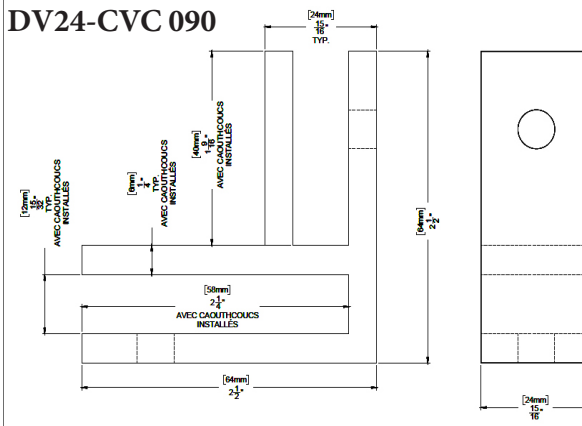 DV24-CVC 090
[24mm]
15"
16
TYP.
[40mm]
1 9"
16
AVEC CAOUTHCOUCS
INSTALLÉS
[6mm]
1"
4
TYP.
AVEC CAOUTHCOUCS
INSTALLÉS
[12mm]
15"
32
TYP.
AVEC CAOUTHCOUCS
INSTALLÉS
[58mm]
2 1"
4
AVEC CAOUTHCOUCS
INSTALLÉS
[64mm]
2 1"
2
[64mm]
2 1"
2
[24mm]
15"
16